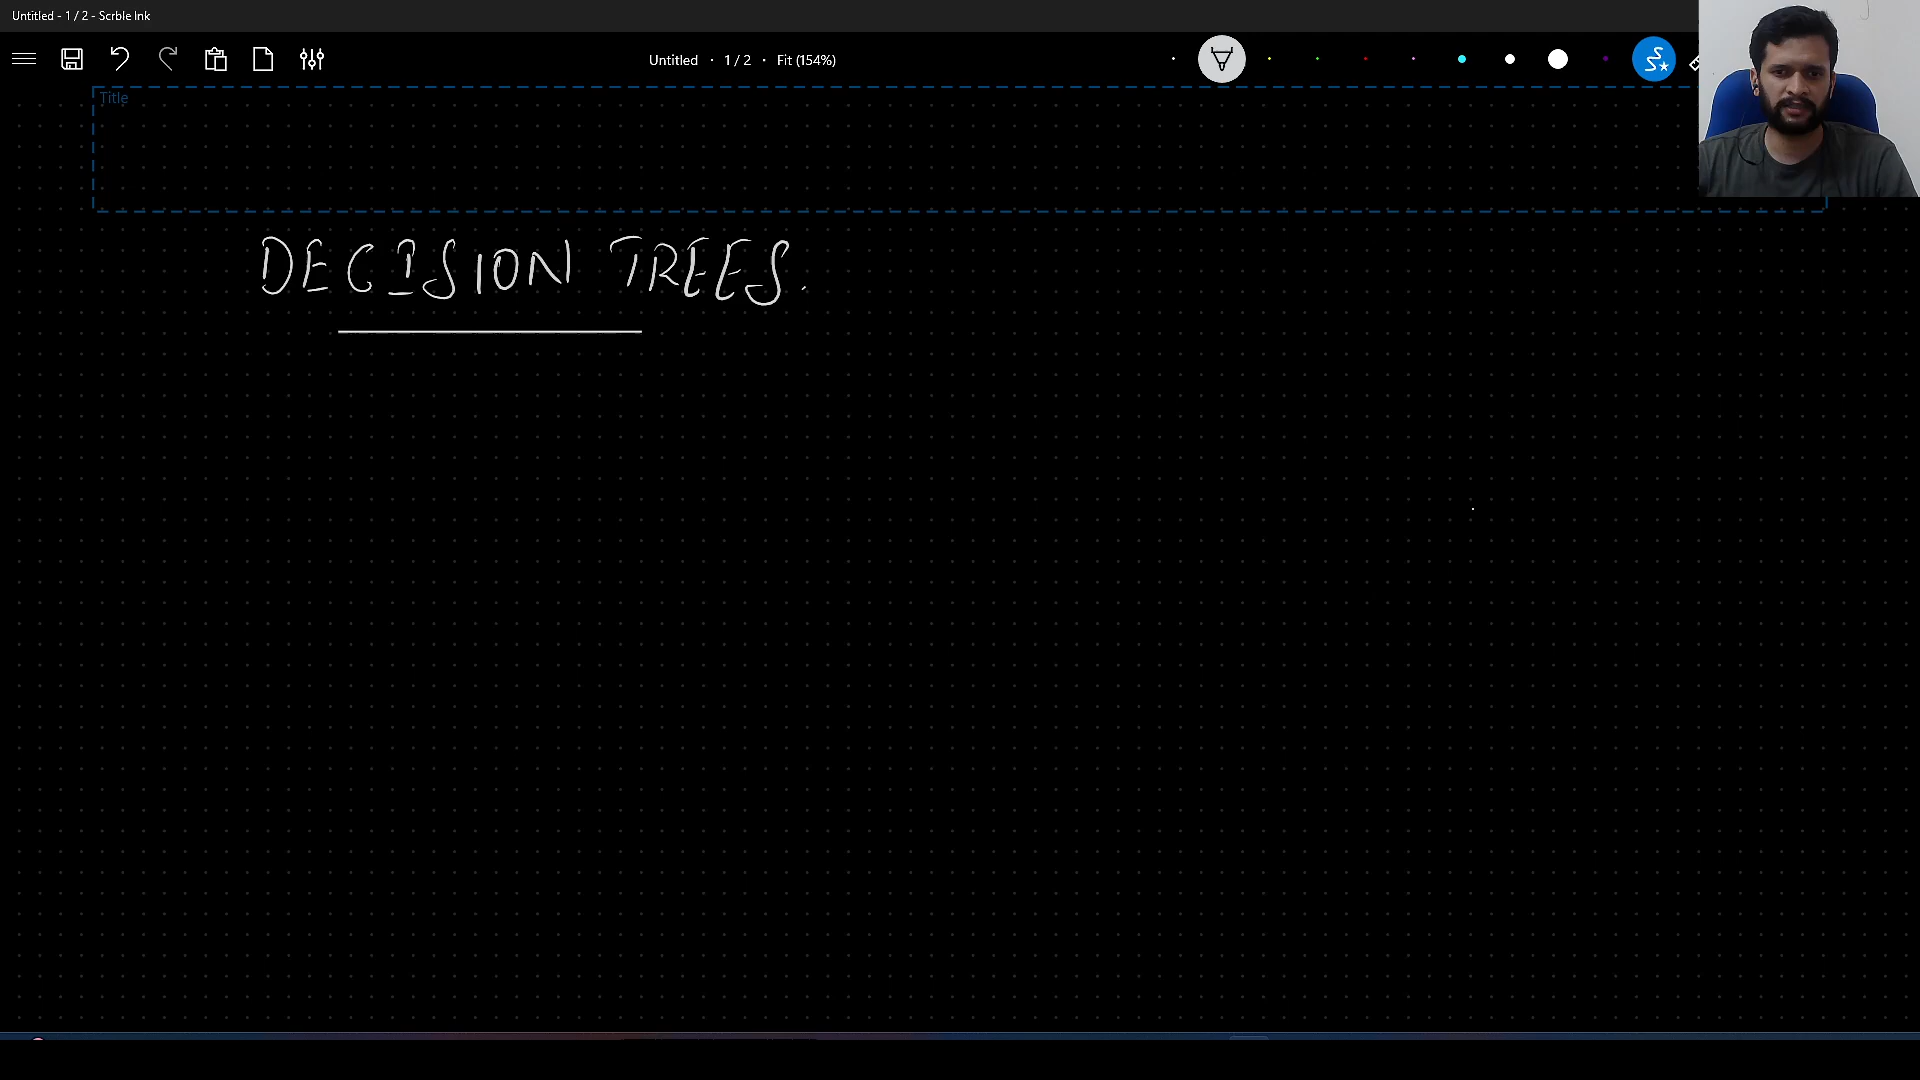 Untitled - 1 / 2 - Scrble Ink
Untitled · 1 / 2 · Fit (154%)
Title
DECISION TREES.